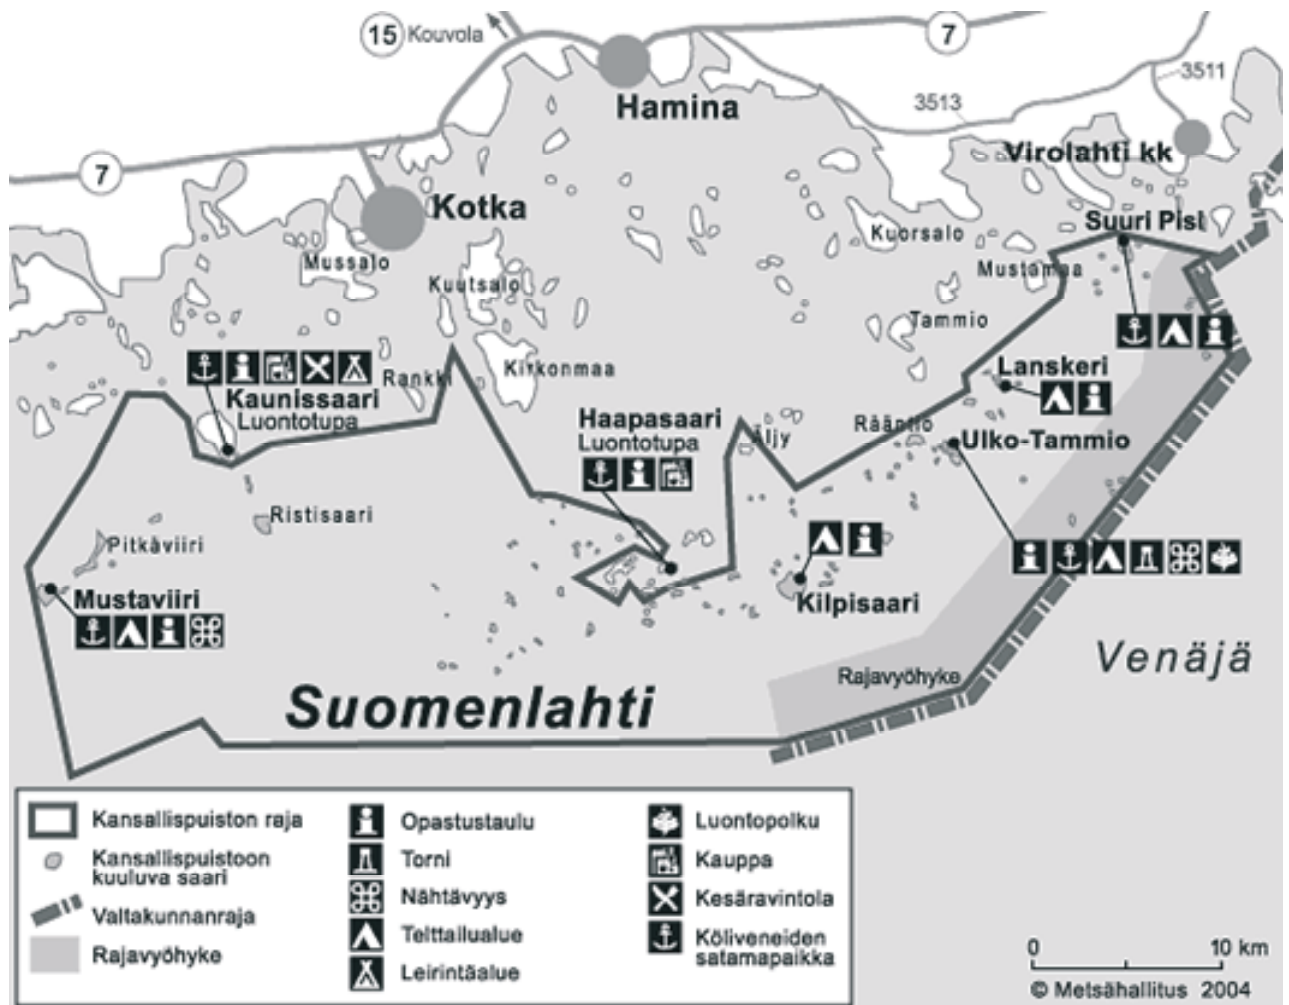 15 Kouvola
7
3511
Hamina
3513
Virolahti kk
7
Kotka
Suuri Pisi
Kuorsalo
Mussalo
Mustamaa
Kuutsalo
Tammio
Lanskeri
Kirkonmaa
Rankki
Kaunissaari
Luontotupa
Haapasaari
Luontotupa
Rääntiö
Äljy
Ulko-Tammio
Ristisaari
Pitkäviiri
Mustaviiri
Kilpisaari
Venäjä
Rajavyöhyke
Suomenlahti
Kansallispuiston raja
Kansallispuistoon
kuuluva saari
Valtakunnanraja
Rajavyöhyke
Opastustaulu
Torni
Nähtävyys
Telttailualue
Leirintäalue
Luontopolku
Kauppa
Kesäravintola
Köliveneiden
satamapaikka
0 10 km
© Metsähallitus 2004